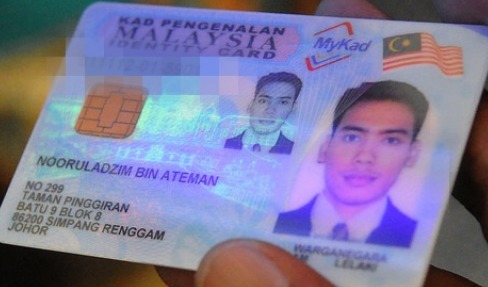 KAD PENGENALAN
MALAYSIA
IDENTITY CARD
MyKad
NOORULADZIM BIN ATEMAN
NO 299
TAMAN PINGGIRAN
BATU 9 BLOK 8
86200 SIMPANG RENGGAM
JOHOR
WARGANEGARA
LELAKI